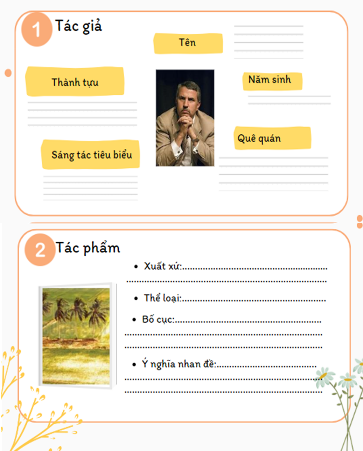 1 Tác giả
Tên
Thành tựu
Năm sinh
Quê quán
Sáng tác tiêu biểu
2 Tác phẩm
• Xuất xứ:.......................................................
.......................................................................
• Thể loại:.......................................................
• Bố cục:.......................................................
.......................................................................
.......................................................................
• Ý nghĩa nhan đề:.......................................
.......................................................................
.......................................................................